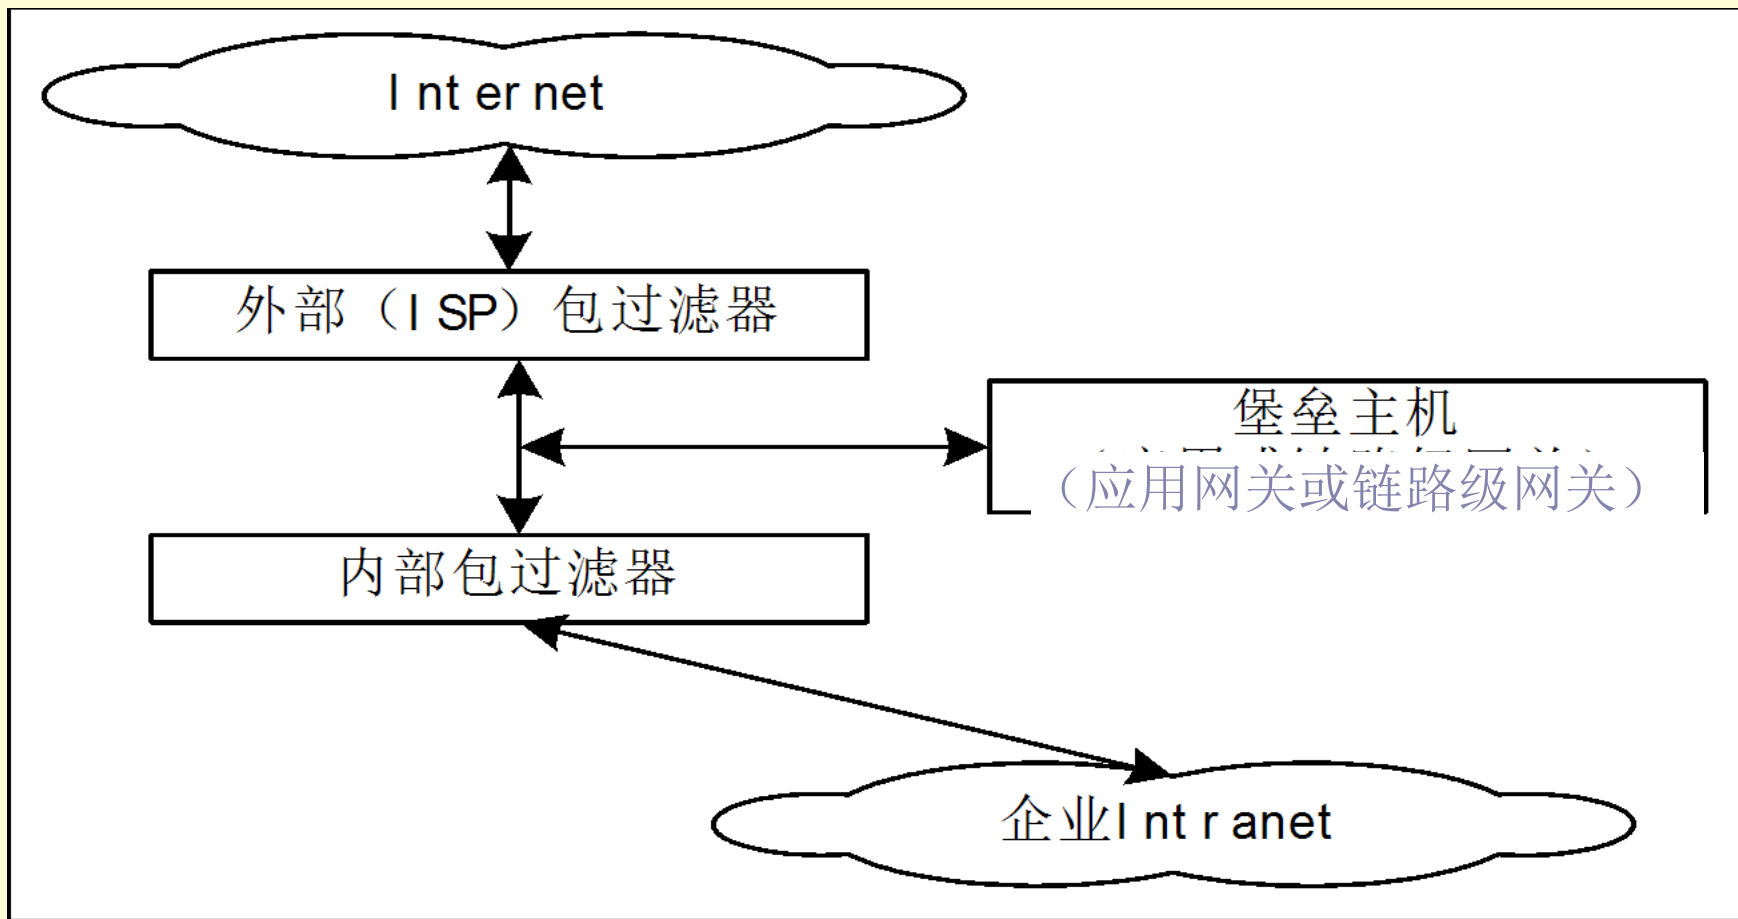 Internet
外部（ISP）包过滤器
堡垒主机
（应用网关或链路级网关）
内部包过滤器
企业Intranet